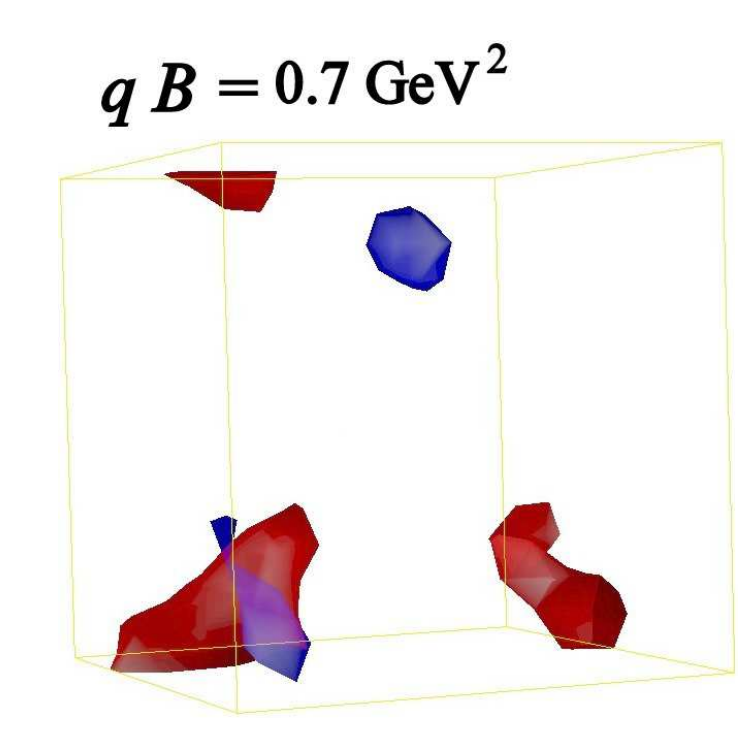 q B = 0.7 GeV²